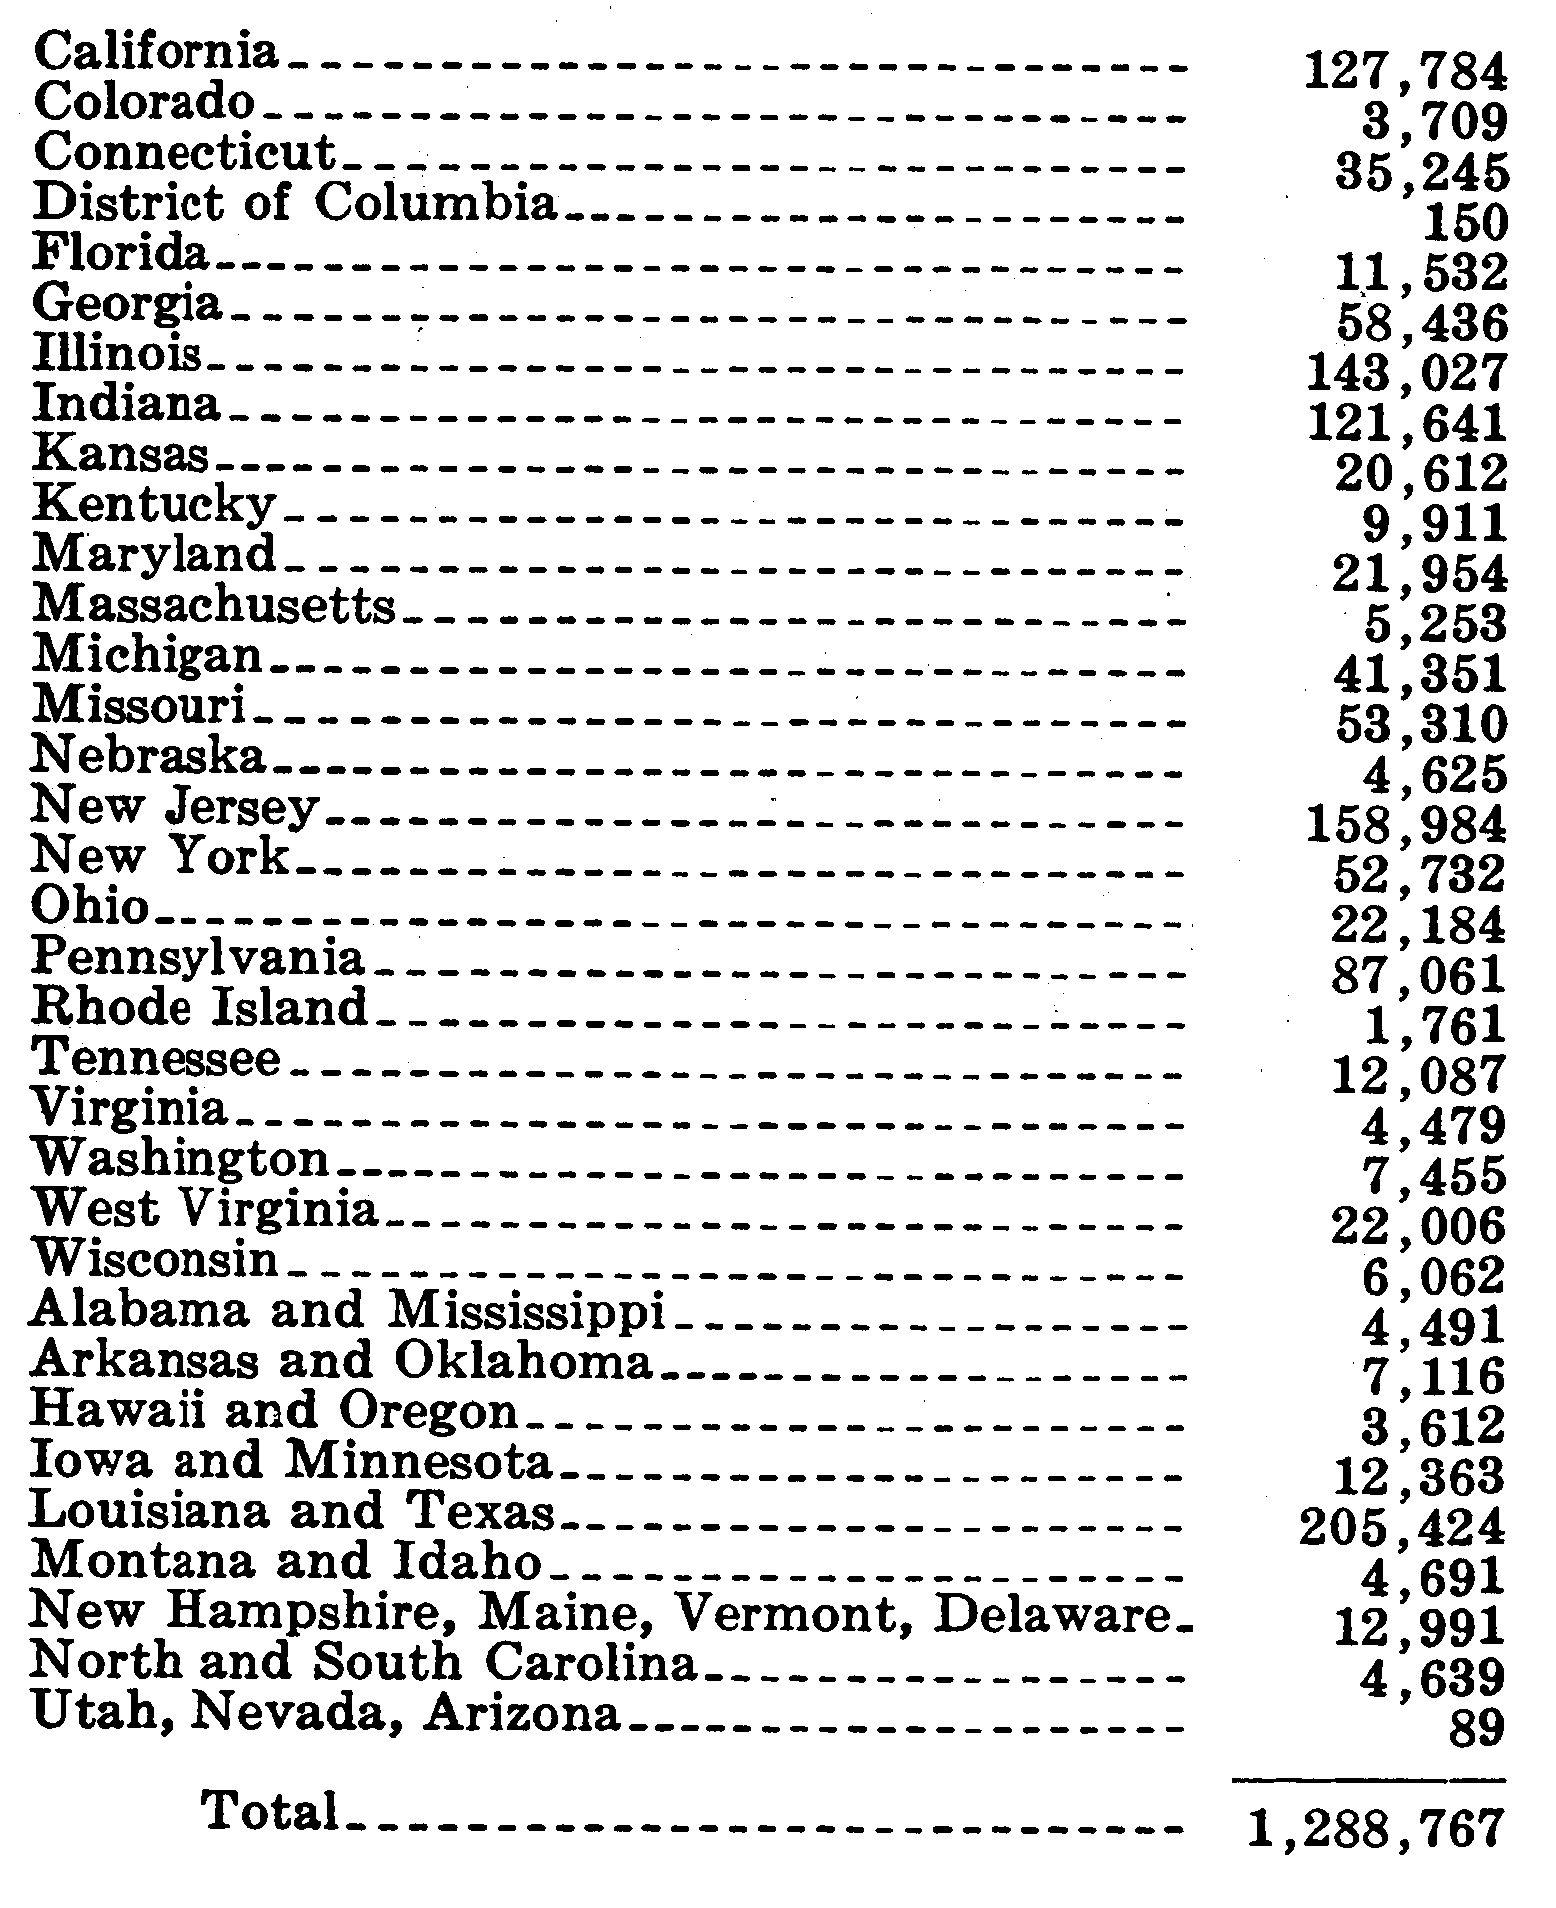 California 127,784
Colorado 3,709
Connecticut 35,245
District of Columbia 150
Florida 11,532
Georgia 58,436
Illinois 143,027
Indiana 121,641
Kansas 20,612
Kentucky 9,911
Maryland 21,954
Massachusetts 5,253
Michigan 41,351
Missouri 53,310
Nebraska 4,625
New Jersey 158,984
New York 52,732
Ohio 22,184
Pennsylvania 87,061
Rhode Island 1,761
Tennessee 12,087
Virginia 4,479
Washington 7,455
West Virginia 22,006
Wisconsin 6,062
Alabama and Mississippi 4,491
Arkansas and Oklahoma 7,116
Hawaii and Oregon 3,612
Iowa and Minnesota 12,363
Louisiana and Texas 205,424
Montana and Idaho 4,691
New Hampshire, Maine, Vermont, Delaware 12,991
North and South Carolina 4,639
Utah, Nevada, Arizona 89
Total 1,288,767